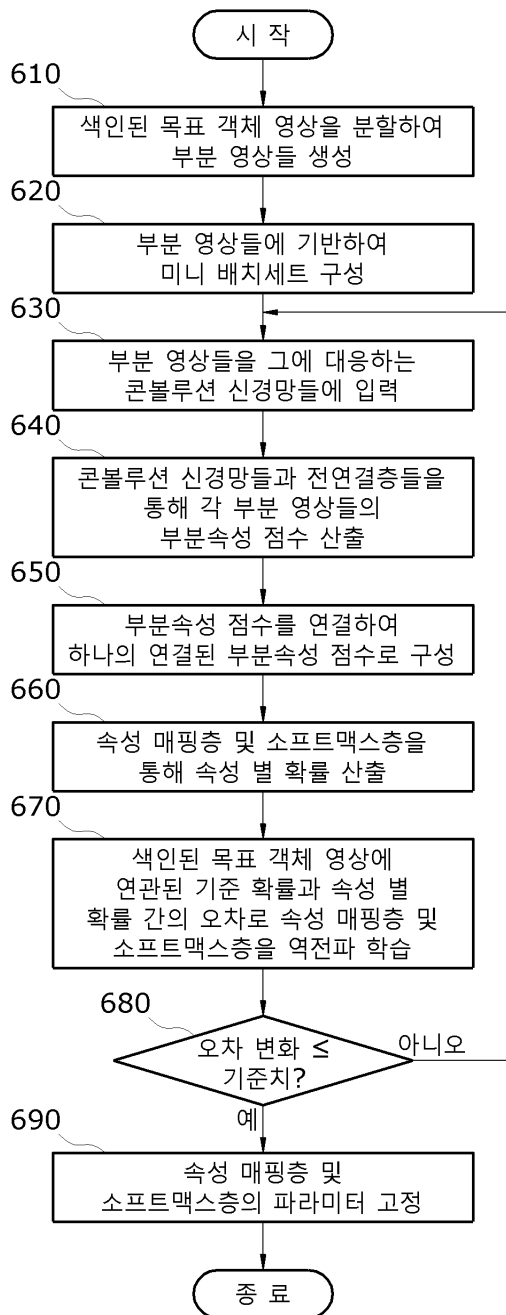 시 작
610
색인된 목표 객체 영상을 분할하여
부분 영상들 생성
620
부분 영상들에 기반하여
미니 배치세트 구성
630
부분 영상들을 그에 대응하는
콘볼루션 신경망들에 입력
640
콘볼루션 신경망들과 전연결층들을
통해 각 부분 영상들의
부분속성 점수 산출
650
부분속성 점수를 연결하여
하나의 연결된 부분속성 점수로 구성
660
속성 매핑층 및 소프트맥스층을
통해 속성 별 확률 산출
670
색인된 목표 객체 영상에
연관된 기준 확률과 속성 별
확률 간의 오차로 속성 매핑층 및
소프트맥스층을 역전파 학습
680
오차 변화 ≤
기준치?
아니오
예
690
속성 매핑층 및
소프트맥스층의 파라미터 고정
종 료